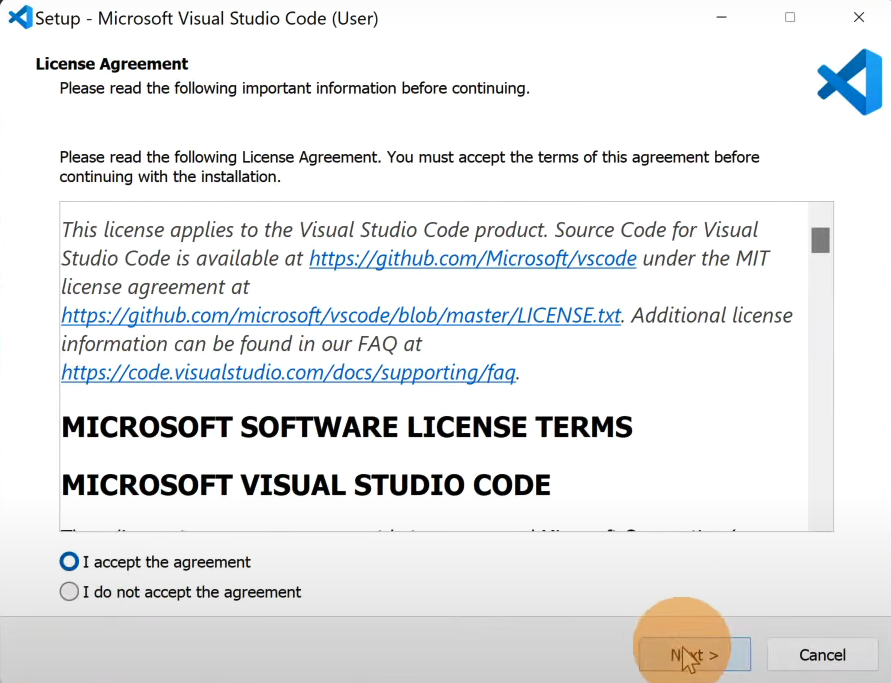 Setup - Microsoft Visual Studio Code (User)
License Agreement
Please read the following important information before continuing.
Please read the following License Agreement. You must accept the terms of this agreement before
continuing with the installation.
This license applies to the Visual Studio Code product. Source Code for Visual
Studio Code is available at https://github.com/Microsoft/vscode under the MIT
license agreement at
https://github.com/microsoft/vscode/blob/master/LICENSE.txt. Additional license
information can be found in our FAQ at
https://code.visualstudio.com/docs/supporting/faq.
MICROSOFT SOFTWARE LICENSE TERMS
MICROSOFT VISUAL STUDIO CODE
I accept the agreement
I do not accept the agreement
Next >
Cancel